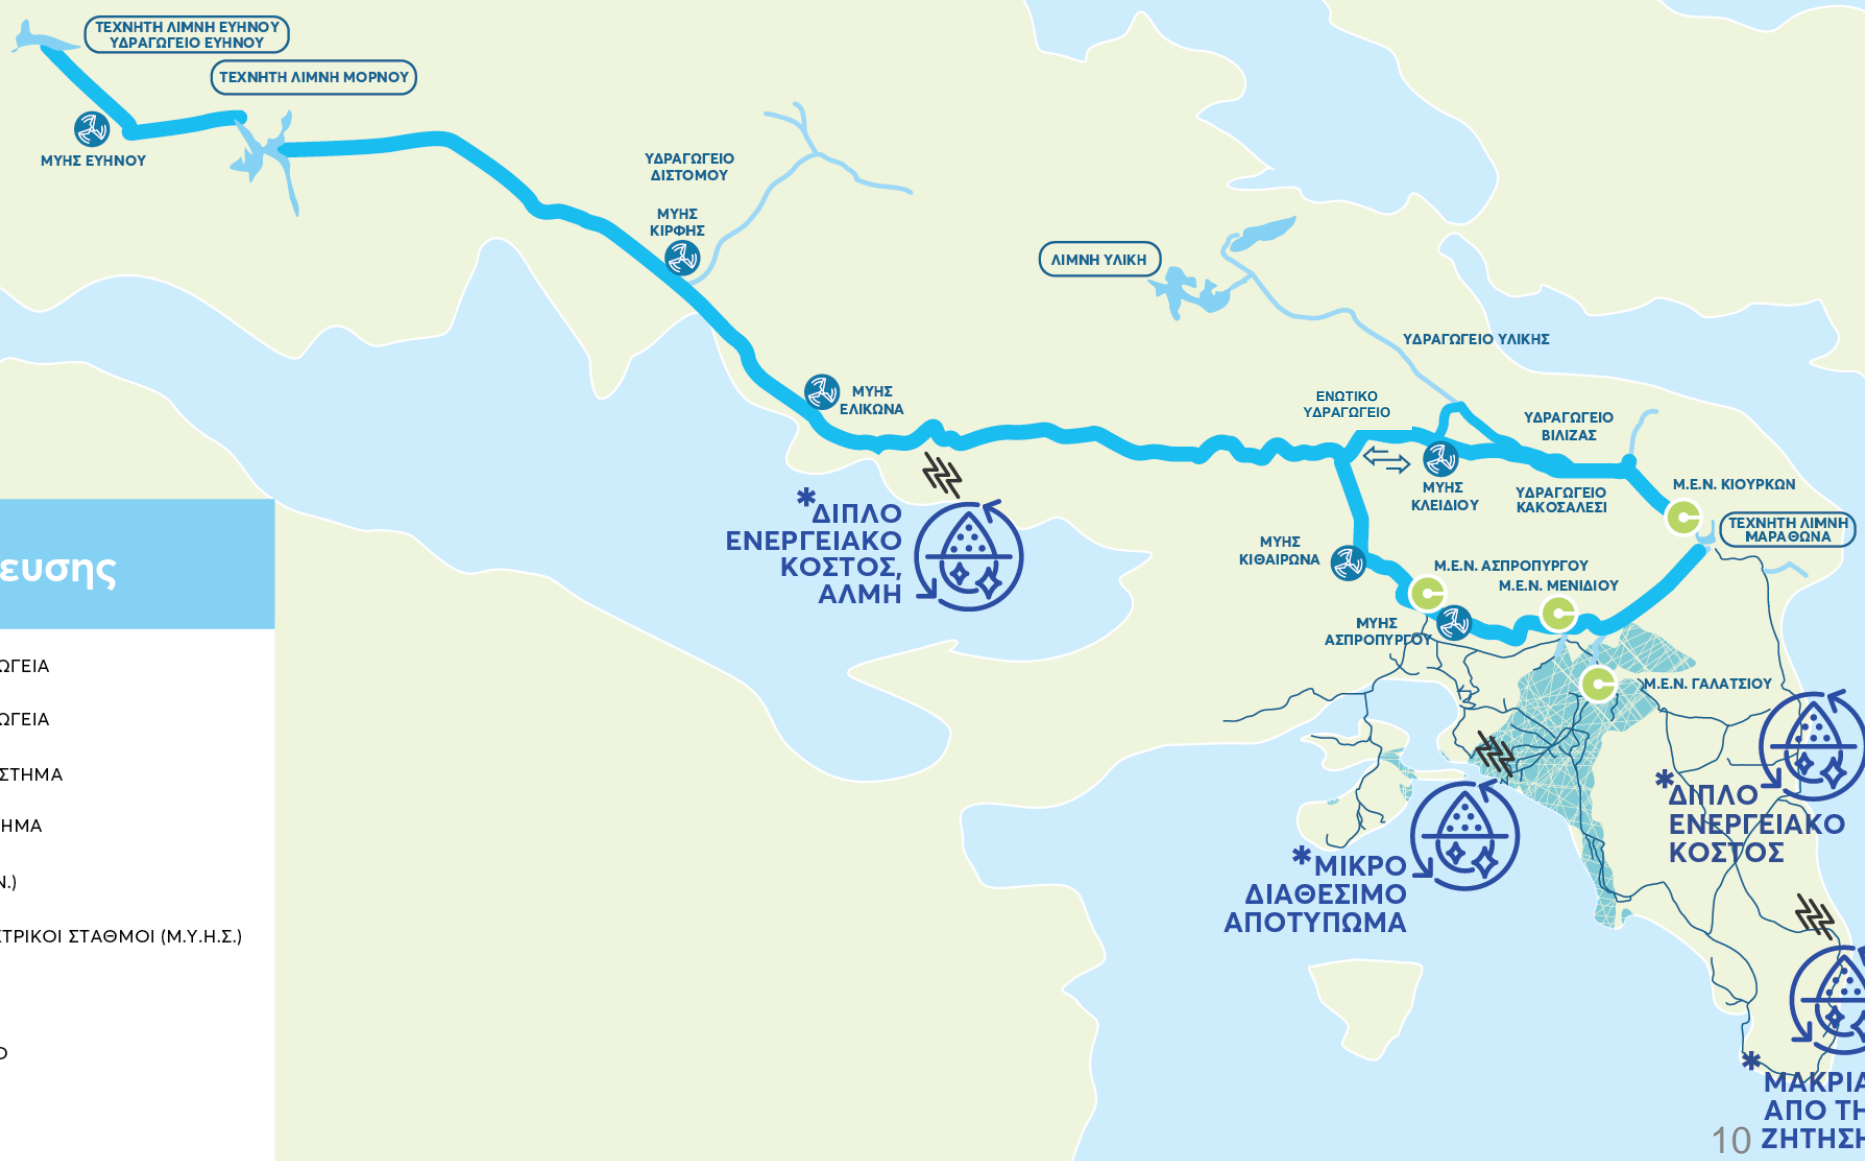 ΤΕΧΝΗΤΗ ΛΙΜΝΗ ΕΥΗΝΟΥ
ΥΔΡΑΓΩΓΕΙΟ ΕΥΗΝΟΥ
ΤΕΧΝΗΤΗ ΛΙΜΝΗ ΜΟΡΝΟΥ
ΜΥΗΣ ΕΥΗΝΟΥ
ΥΔΡΑΓΩΓΕΙΟ
ΔΙΣΤΟΜΟΥ
ΜΥΗΣ
ΚΙΡΦΗΣ
ΛΙΜΝΗ ΥΛΙΚΗ
ΥΔΡΑΓΩΓΕΙΟ ΥΛΙΚΗΣ
ΜΥΗΣ
ΕΛΙΚΩΝΑ
ΕΝΩΤΙΚΟ
ΥΔΡΑΓΩΓΕΙΟ
ΥΔΡΑΓΩΓΕΙΟ
ΒΙΛΙΖΑΣ
ΜΥΗΣ
ΚΛΕΙΔΙΟΥ
ΥΔΡΑΓΩΓΕΙΟ
ΚΑΚΟΣΑΛΕΣΙ
Μ.Ε.Ν. ΚΙΟΥΡΚΩΝ
ΤΕΧΝΗΤΗ ΛΙΜΝΗ
ΜΑΡΑΘΩΝΑ
*ΔΙΠΛΟ
ΕΝΕΡΓΕΙΑΚΟ
ΚΟΣΤΟΣ,
ΑΛΜΗ
ΜΥΗΣ
ΚΙΘΑΙΡΩΝΑ
Μ.Ε.Ν. ΑΣΠΡΟΠΥΡΓΟΥ
Μ.Ε.Ν. ΜΕΝΙΔΙΟΥ
ΜΥΗΣ
ΑΣΠΡΟΠΥΡΓΟΥ
Μ.Ε.Ν. ΓΑΛΑΤΣΙΟΥ
*ΔΙΠΛΟ
ΕΝΕΡΓΕΙΑΚΟ
ΚΟΣΤΟΣ
*ΜΙΚΡΟ
ΔΙΑΘΕΣΙΜΟ
ΑΠΟΤΥΠΩΜΑ
*ΜΑΚΡΙΑ
ΑΠΟ ΤΗ
ΖΗΤΗΣΗ
10
ευσης
ΩΓΕΙΑ
ΩΓΕΙΑ
ΣΤΗΜΑ
ΗΜΑ
Ν.)
ΚΤΡΙΚΟΙ ΣΤΑΘΜΟΙ (Μ.Υ.Η.Σ.)
Ο